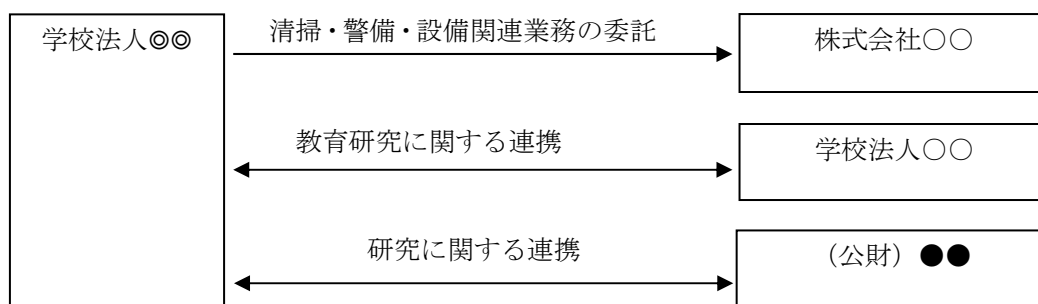 学校法人◎◎
清掃・警備・設備関連業務の委託
株式会社○○
教育研究に関する連携
学校法人○○
研究に関する連携
（公財）●●